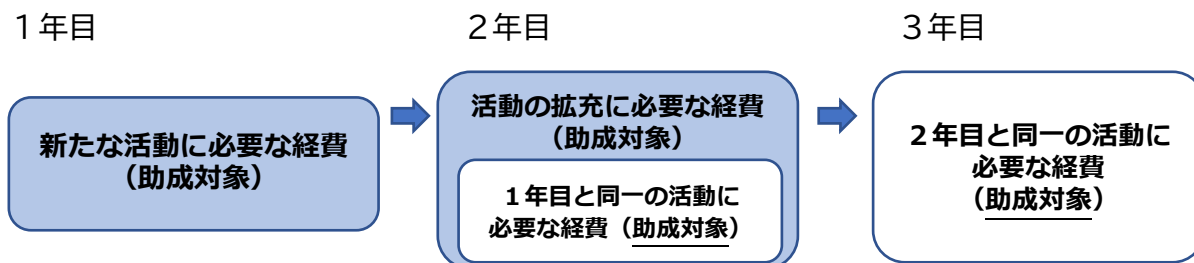 １年目
２年目
３年目
新たな活動に必要な経費
（助成対象）
活動の拡充に必要な経費
（助成対象）
１年目と同一の活動に
必要な経費（助成対象）
２年目と同一の活動に
必要な経費
（助成対象）